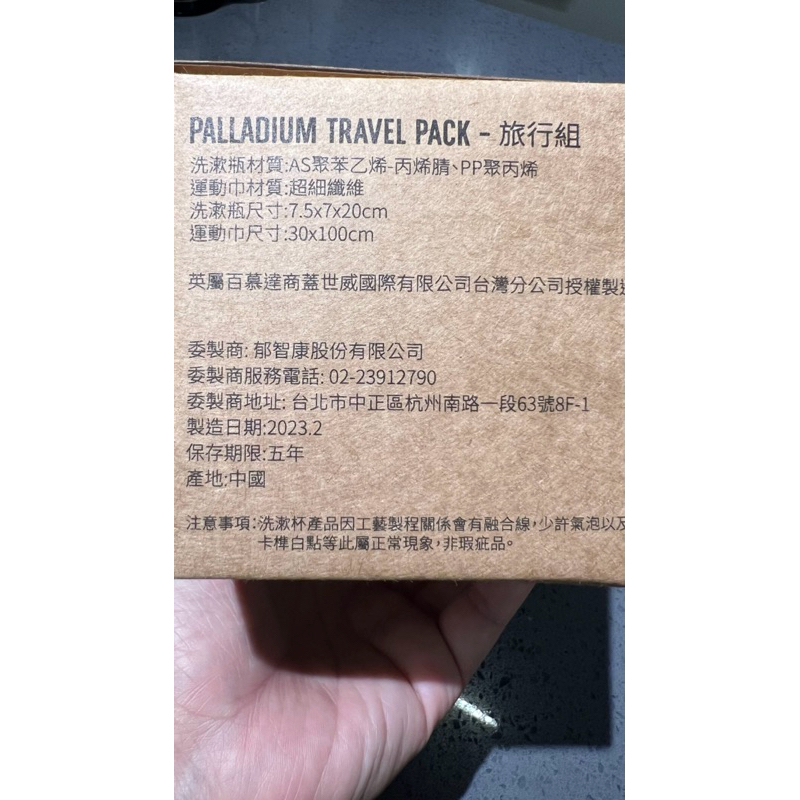 PALLADIUM TRAVEL PACK - 旅行組
洗漱瓶材質:AS聚苯乙烯-丙烯腈、PP聚丙烯
運動巾材質:超細纖維
洗漱瓶尺寸:7.5x7x20cm
運動巾尺寸:30x100cm
英屬百慕達商蓋世威國際有限公司台灣分公司授權製造
委製商: 郁智康股份有限公司
委製商服務電話: 02-23912790
委製商地址: 台北市中正區杭州南路一段63號8F-1
製造日期:2023.2
保存期限:五年
產地:中國
注意事項:洗漱杯產品因工藝製程關係會有融合線,少許氣泡以及
卡榫白點等此屬正常現象,非瑕疵品。